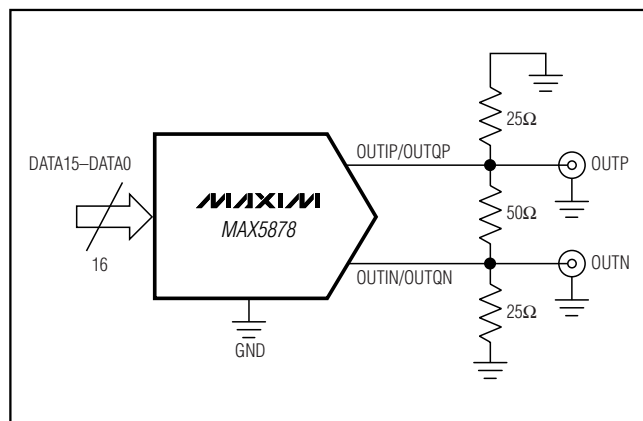 25Ω
OUTIP/OUTQP
OUTP
DATA15–DATA0
MAXIM
MAX5878
50Ω
16
OUTIN/OUTQN
OUTN
25Ω
GND